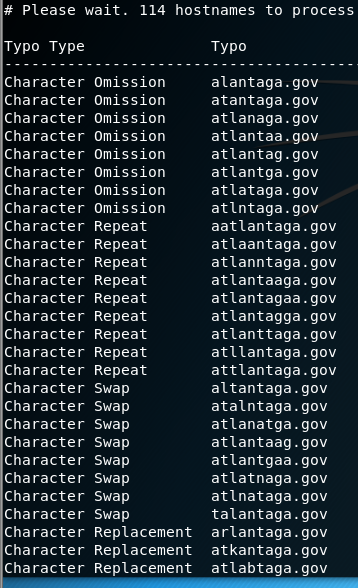 # Please wait. 114 hostnames to process
Typo Type Typo
----------------------------------------
Character Omission alantaga.gov
Character Omission atantaga.gov
Character Omission atlanaga.gov
Character Omission atlantaa.gov
Character Omission atlantag.gov
Character Omission atlantga.gov
Character Omission atlataga.gov
Character Omission atlntaga.gov
Character Repeat aatlantaga.gov
Character Repeat atlaantaga.gov
Character Repeat atlanntaga.gov
Character Repeat atlantaaga.gov
Character Repeat atlantagaa.gov
Character Repeat atlantagga.gov
Character Repeat atlanttaga.gov
Character Repeat atllantaga.gov
Character Repeat attlantaga.gov
Character Swap altantaga.gov
Character Swap atalntaga.gov
Character Swap atlanatga.gov
Character Swap atlantaag.gov
Character Swap atlantgaa.gov
Character Swap atlatnaga.gov
Character Swap atlnataga.gov
Character Swap talantaga.gov
Character Replacement arlantaga.gov
Character Replacement atkantaga.gov
Character Replacement atlabtaga.gov